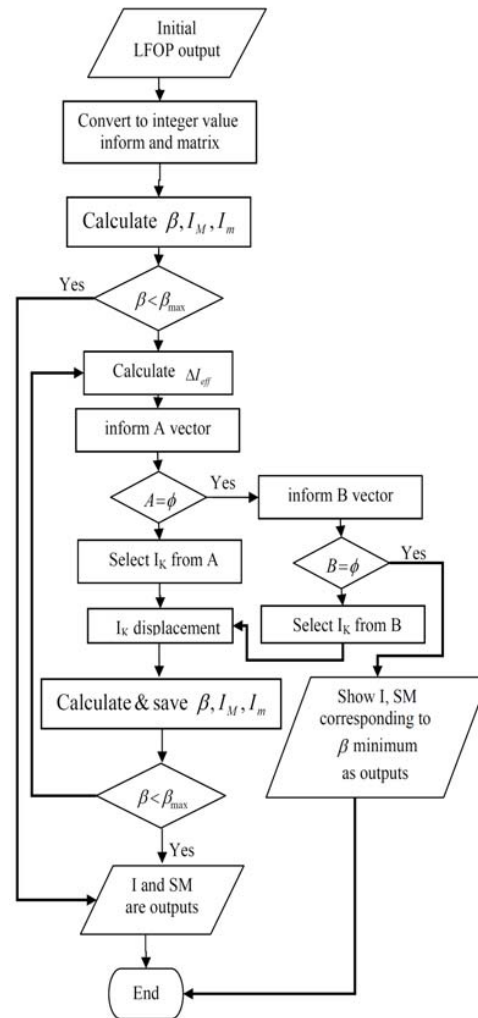 Initial
LFOP output
Convert to integer value
inform and matrix
Calculate β, I_M, I_m
Yes
β<β_max
Calculate ΔI_eff
inform A vector
A=ϕ
Yes
inform B vector
Select I_K from A
B=ϕ
Yes
I_K displacement
Select I_K from B
Calculate & save β, I_M, I_m
Show I, SM
corresponding to
β minimum
as outputs
β<β_max
Yes
I and SM
are outputs
End